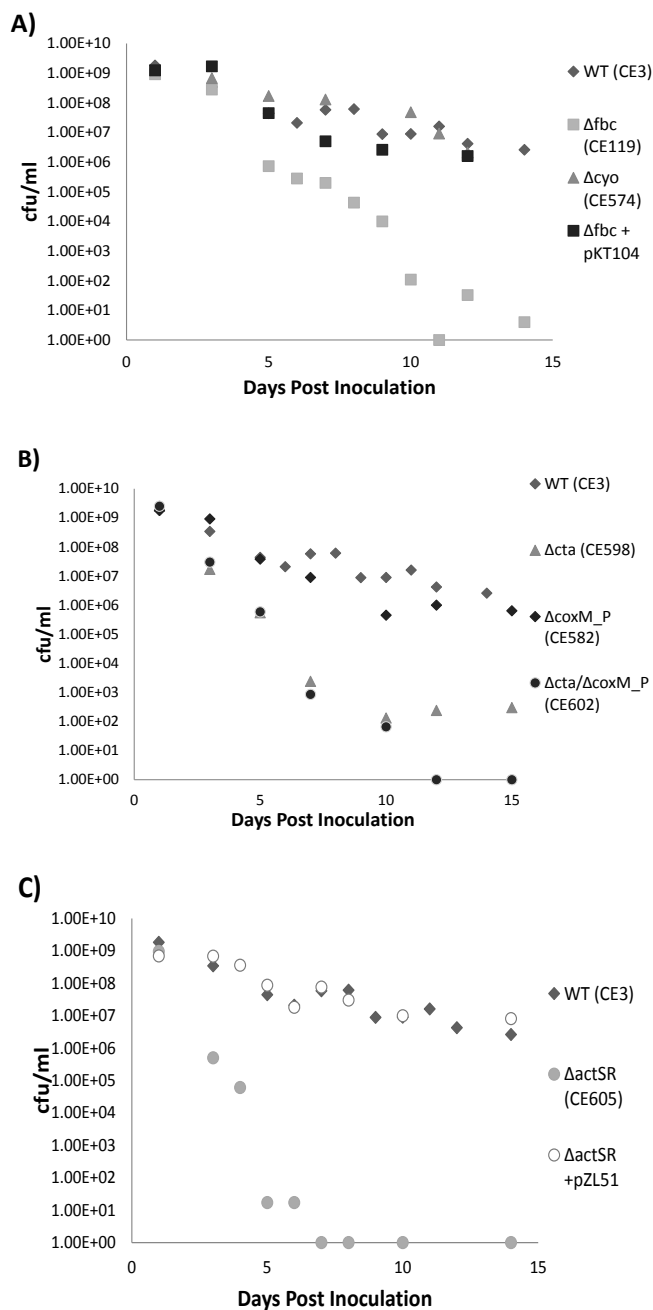 A)
1.00E+10
1.00E+09
1.00E+08
1.00E+07
1.00E+06
1.00E+05
1.00E+04
1.00E+03
1.00E+02
1.00E+01
1.00E+00
cfu/ml
0
5
10
15
Days Post Inoculation
WT (CE3)
Δfbc
(CE119)
Δcyo
(CE574)
Δfbc +
pKT104
B)
1.00E+10
1.00E+09
1.00E+08
1.00E+07
1.00E+06
1.00E+05
1.00E+04
1.00E+03
1.00E+02
1.00E+01
1.00E+00
cfu/ml
0
5
10
15
Days Post Inoculation
WT (CE3)
Δcta (CE598)
ΔcoxM_P
(CE582)
Δcta/ΔcoxM_P
(CE602)
C)
1.00E+10
1.00E+09
1.00E+08
1.00E+07
1.00E+06
1.00E+05
1.00E+04
1.00E+03
1.00E+02
1.00E+01
1.00E+00
cfu/ml
0
5
10
15
Days Post Inoculation
WT (CE3)
ΔactSR
(CE605)
ΔactSR
+pZL51